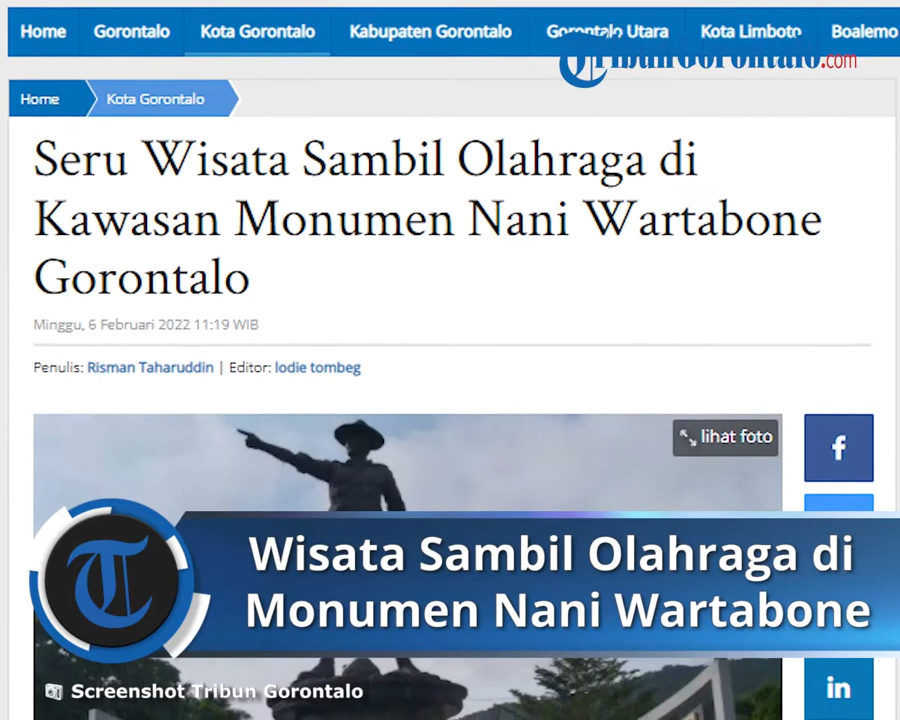 Home Gorontalo Kota Gorontalo Kabupaten Gorontalo Gorontalo Utara Kota Limboto Boalemo
TribunGorontalo.com
Home Kota Gorontalo
Seru Wisata Sambil Olahraga di
Kawasan Monumen Nani Wartabone
Gorontalo
Minggu, 6 Februari 2022 11:19 WIB
Penulis: Risman Taharuddin | Editor: lodie tombeg
lihat foto
f
T
Wisata Sambil Olahraga di
Monumen Nani Wartabone
Screenshot Tribun Gorontalo
in